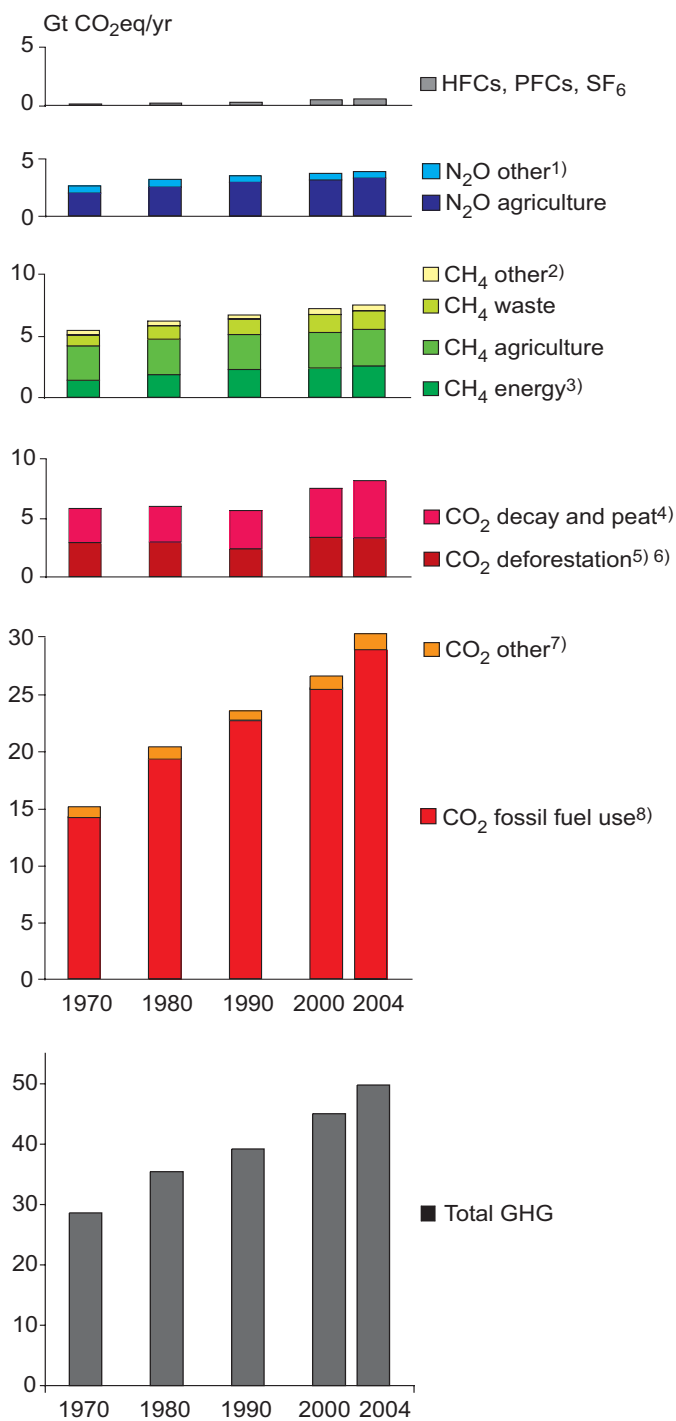 Gt CO₂eq/yr
5
0
HFCs, PFCs, SF₆
5
0
N₂O other¹⁾
N₂O agriculture
10
5
0
CH₄ other²⁾
CH₄ waste
CH₄ agriculture
CH₄ energy³⁾
10
5
0
CO₂ decay and peat⁴⁾
CO₂ deforestation⁵⁾ ⁶⁾
30
25
20
15
10
5
0
CO₂ other⁷⁾
CO₂ fossil fuel use⁸⁾
1970 1980 1990 2000 2004
50
40
30
20
10
0
Total GHG
1970 1980 1990 2000 2004